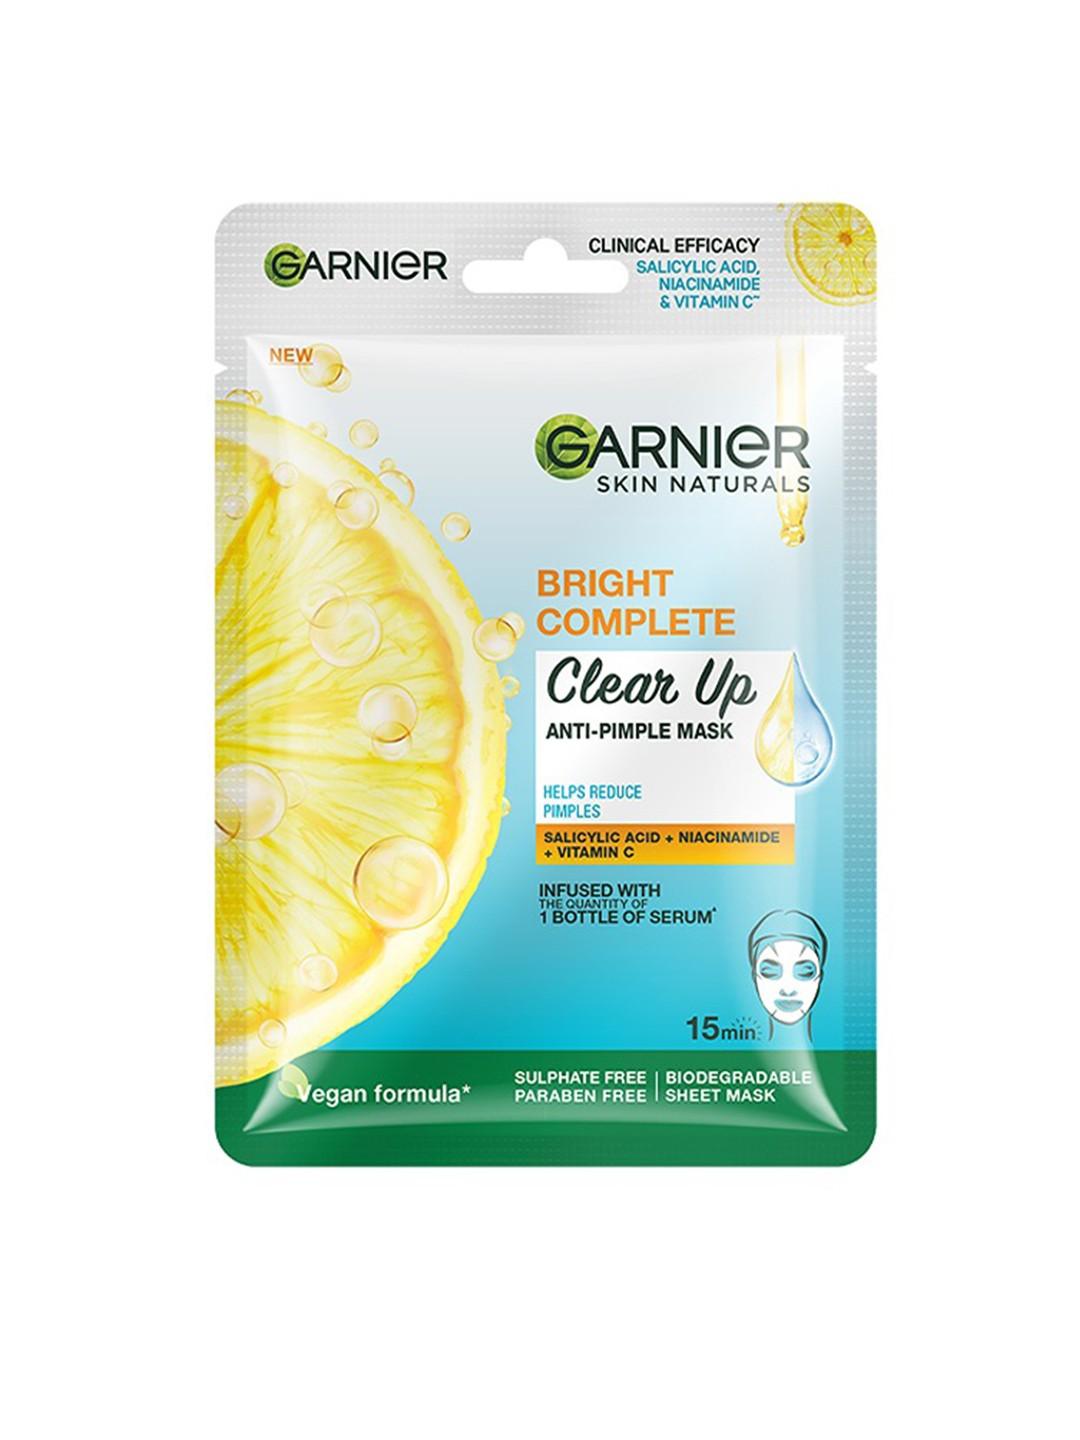 GARNIER
CLINICAL EFFICACY
SALICYLIC ACID,
NIACINAMIDE
& VITAMIN C~
NEW
GARNIER
SKIN NATURALS
BRIGHT
COMPLETE
Clear Up
ANTI-PIMPLE MASK
HELPS REDUCE
PIMPLES
SALICYLIC ACID + NIACINAMIDE
+ VITAMIN C
INFUSED WITH
THE QUANTITY OF
1 BOTTLE OF SERUM^
15min
Vegan formula*
SULPHATE FREE
PARABEN FREE
BIODEGRADABLE
SHEET MASK